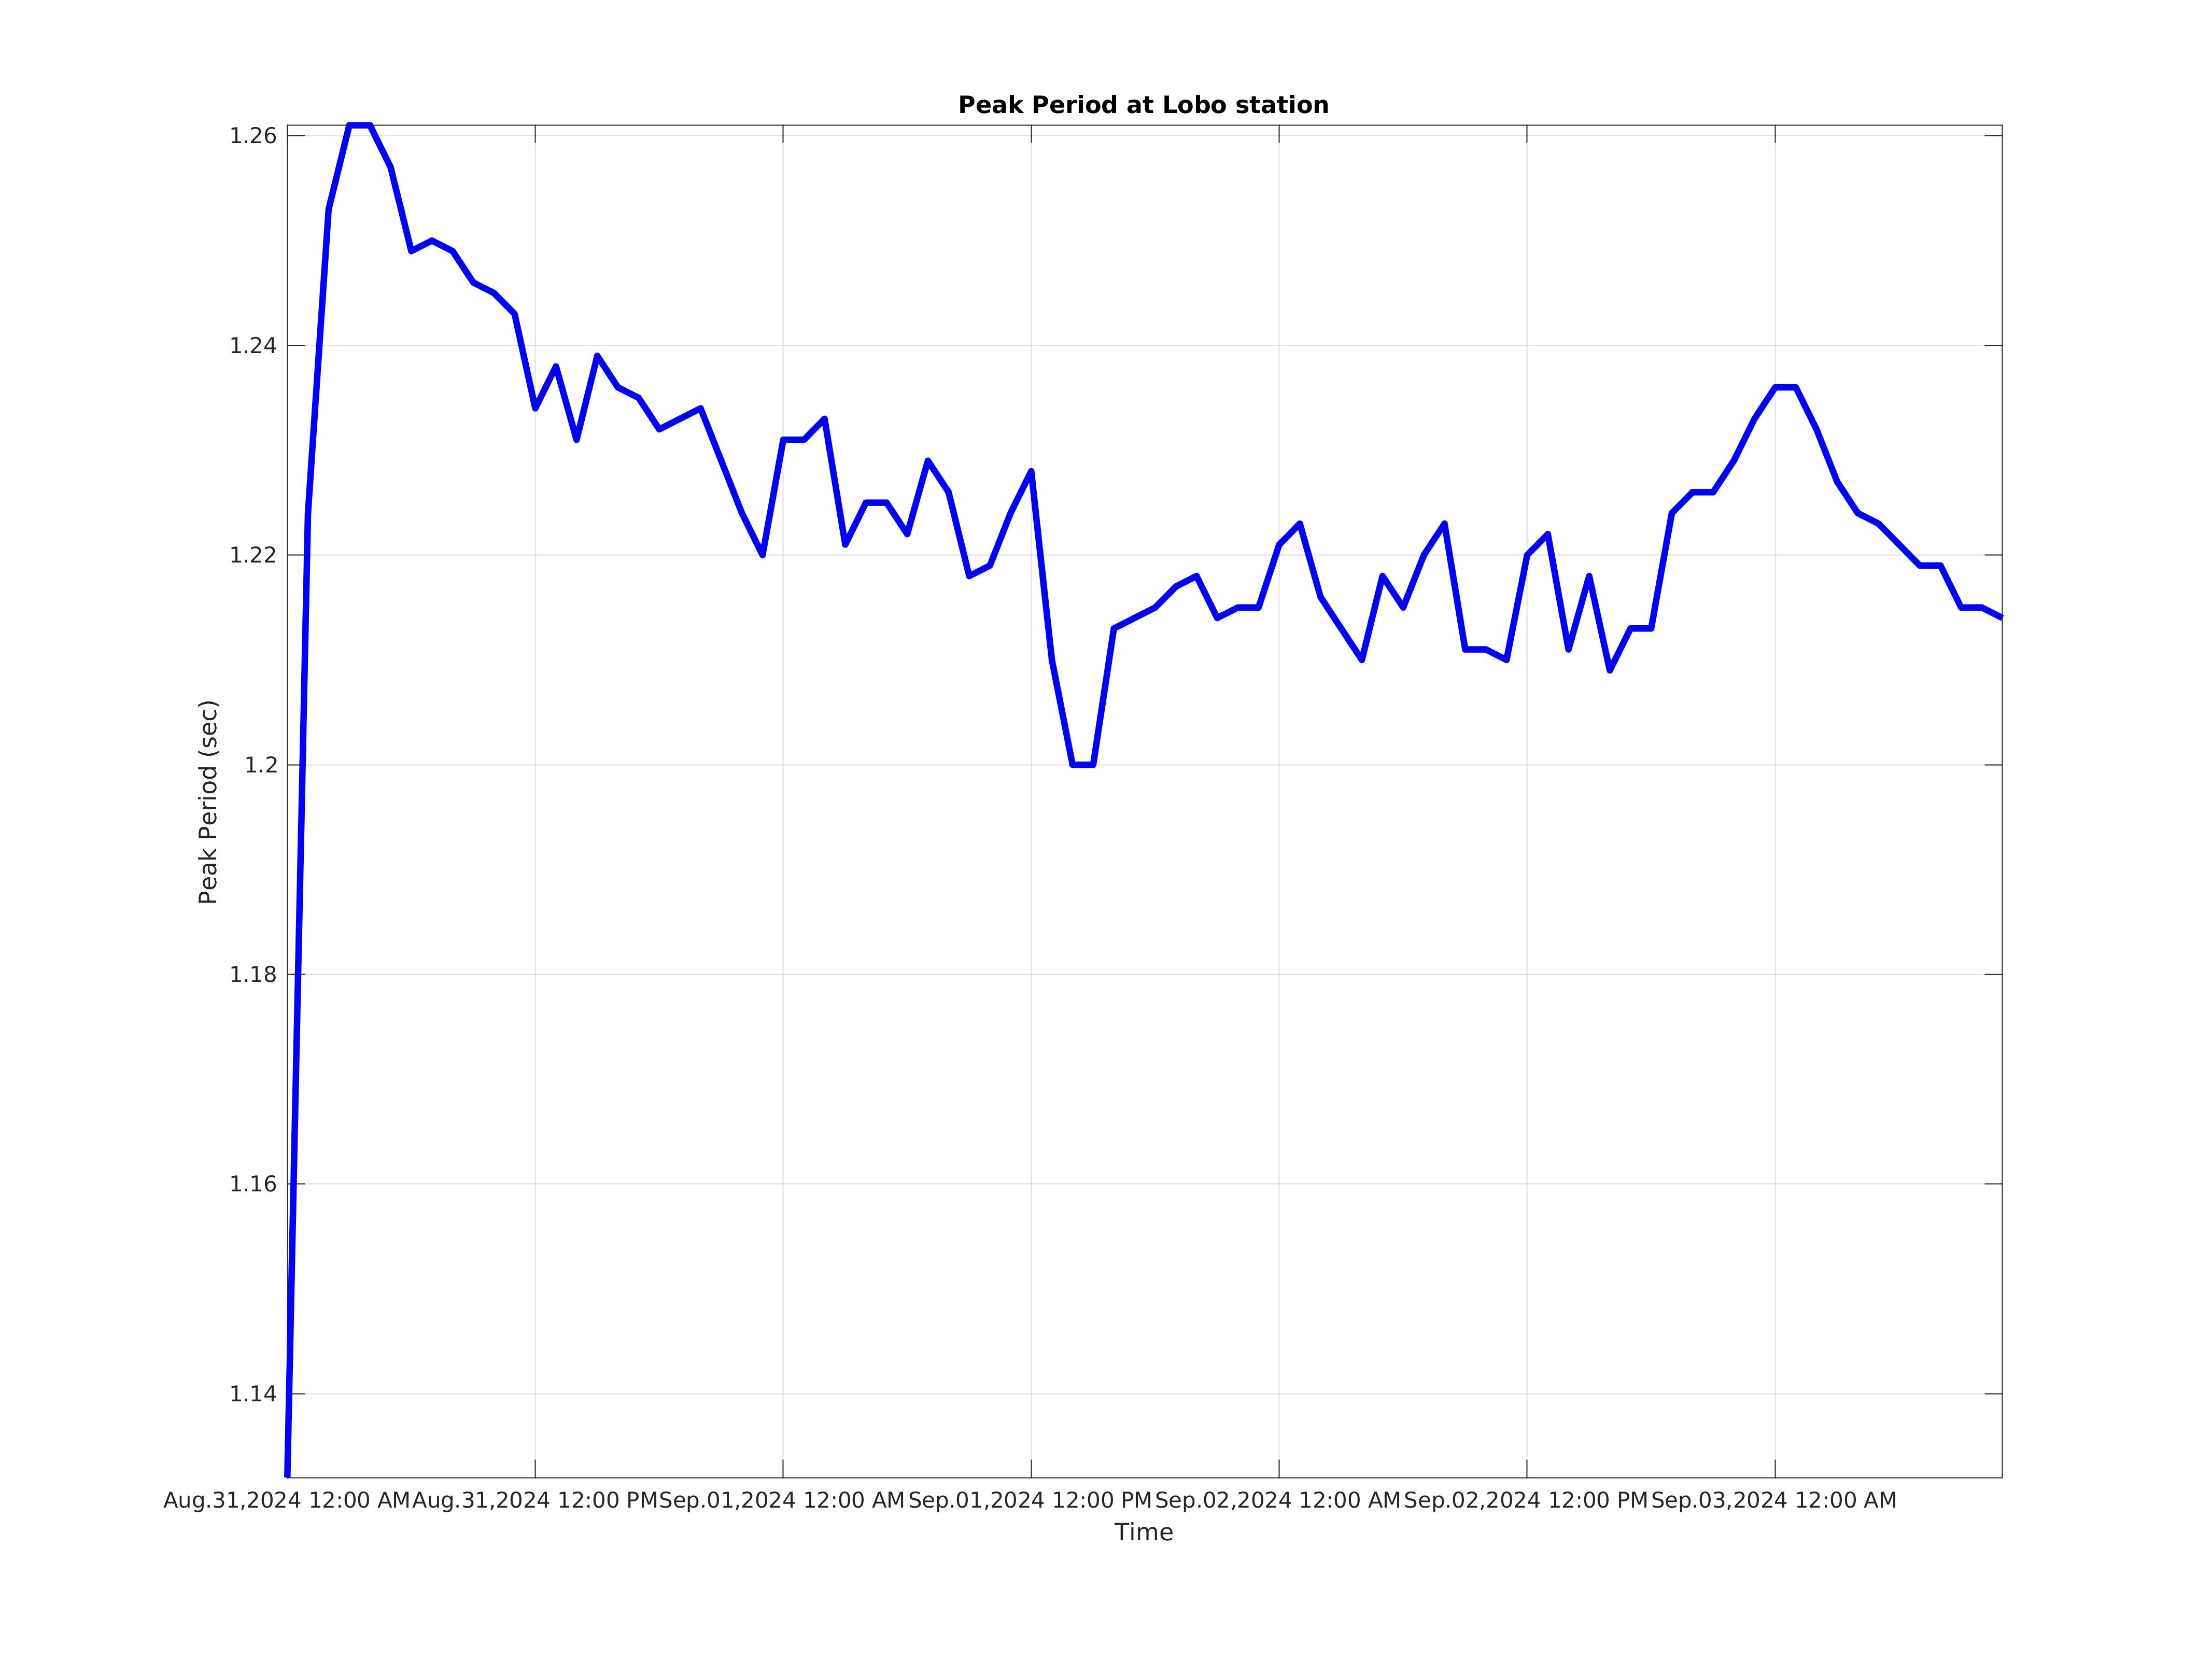 Peak Period at Lobo station
1.26
1.24
1.22
1.2
1.18
1.16
1.14
Peak Period (sec)
Aug.31,2024 12:00 AM Aug.31,2024 12:00 PM Sep.01,2024 12:00 AM Sep.01,2024 12:00 PM Sep.02,2024 12:00 AM Sep.02,2024 12:00 PM Sep.03,2024 12:00 AM
Time